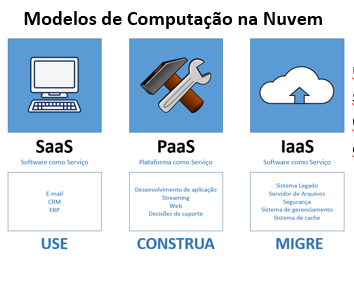 Modelos de Computação na Nuvem
SaaS
Software como Serviço
E-mail
CRM
ERP
USE
PaaS
Plataforma como Serviço
Desenvolvimento de aplicação
Streaming
Web
Decisões de suporte
CONSTRUA
IaaS
Software como Serviço
Sistema Legado
Servidor de Arquivos
Segurança
Sistema de gerenciamento
Sistema de cache
MIGRE